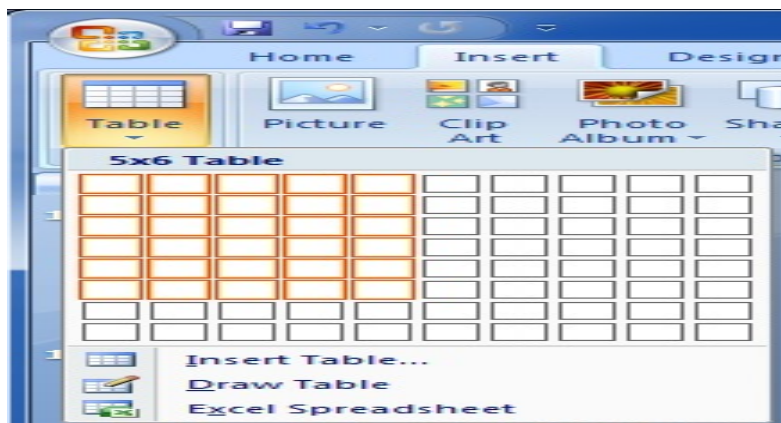 Home Insert Design
Table Picture Clip Art Photo Album Sha
5x6 Table
Insert Table...
Draw Table
Excel Spreadsheet